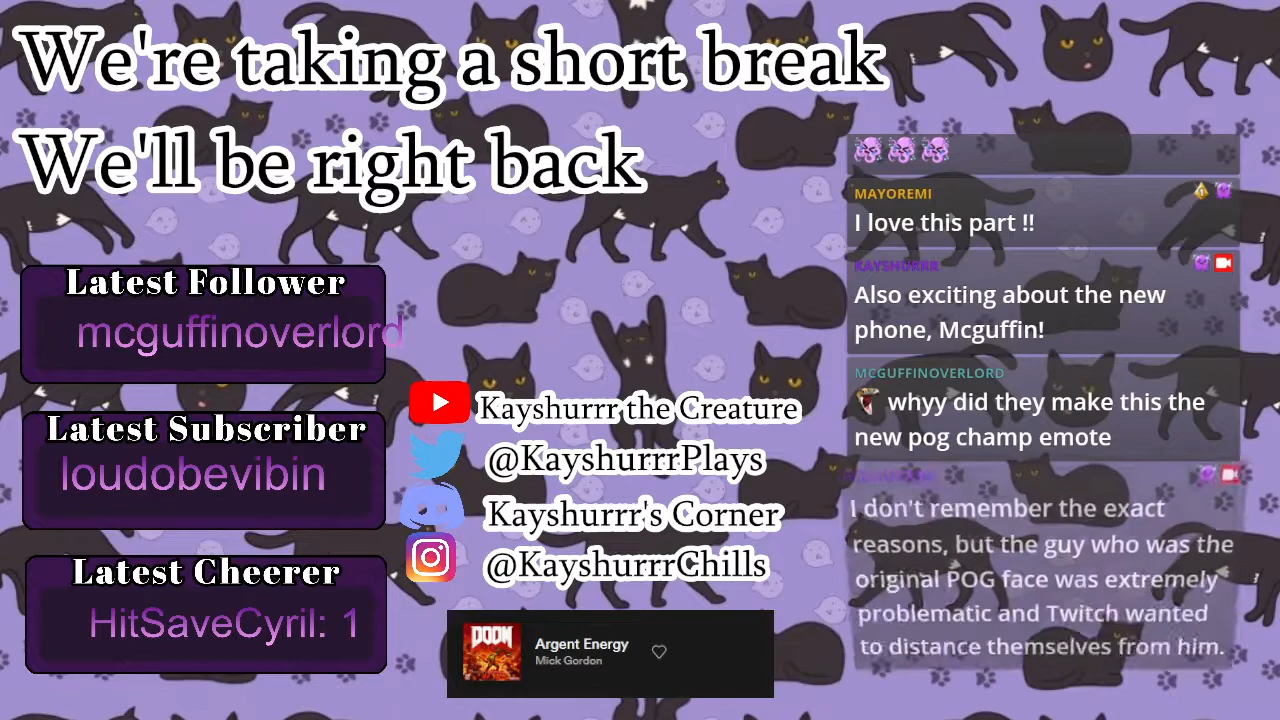 We're taking a short break
We'll be right back
Latest Follower
mcguffinoverlord
Latest Subscriber
loudobevibin
Latest Cheerer
HitSaveCyril: 1
Kayshurrr the Creature
@KayshurrrPlays
Kayshurrr's Corner
@KayshurrrChills
DOOM
Argent Energy
Mick Gordon
MAYOREMI
I love this part !!
KAYSHURRR
Also exciting about the new
phone, Mcguffin!
MCGUFFINOVERLORD
whyy did they make this the
new pog champ emote
I don't remember the exact
reasons, but the guy who was the
original POG face was extremely
problematic and Twitch wanted
to distance themselves from him.